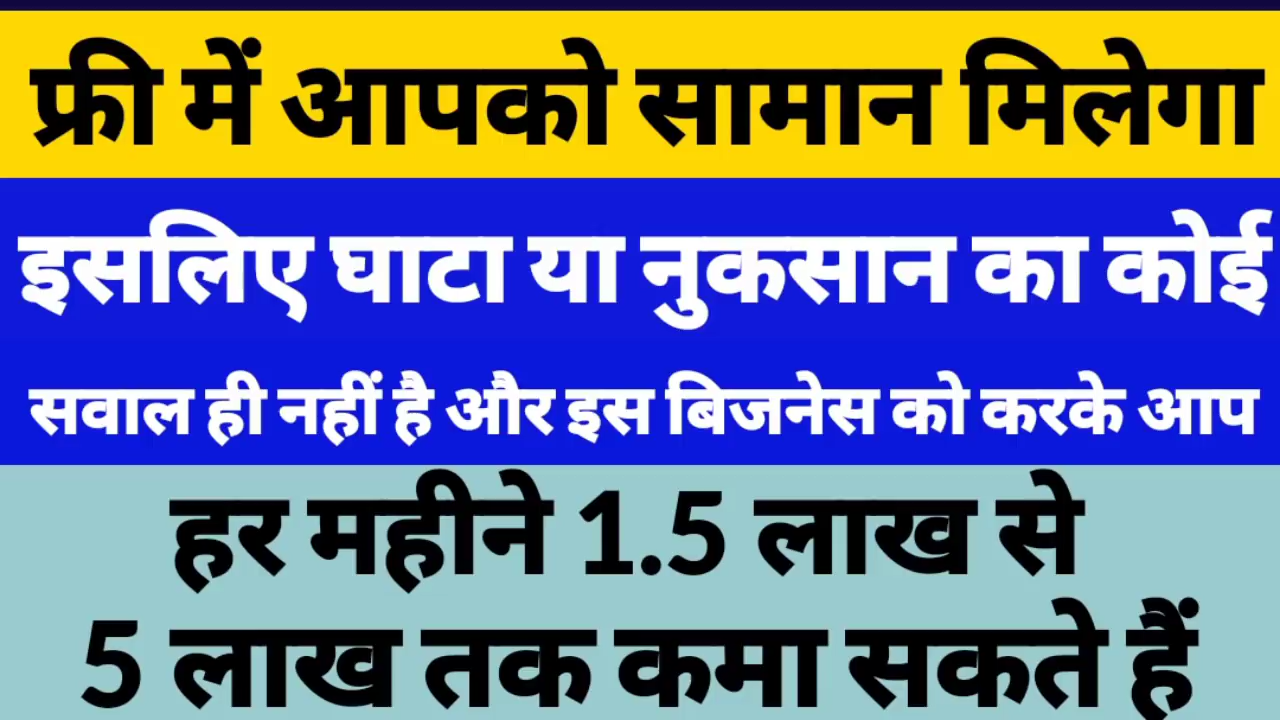 फ्री में आपको सामान मिलेगा
इसलिए घाटा या नुकसान का कोई
सवाल ही नहीं है और इस बिजनेस को करके आप
हर महीने 1.5 लाख से
5 लाख तक कमा सकते हैं